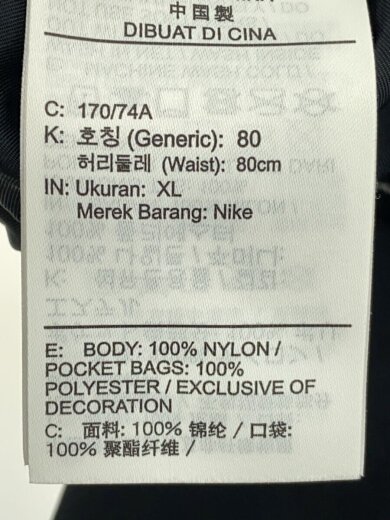 中国製
DIBUAT DI CINA
C: 170/74A
K: 호칭 (Generic): 80
허리둘레 (Waist): 80cm
IN: Ukuran: XL
Merek Barang: Nike
E: BODY: 100% NYLON /
POCKET BAGS: 100%
POLYESTER / EXCLUSIVE OF
DECORATION
C: 面料: 100% 锦纶 / 口袋:
100% 聚酯纤维 /